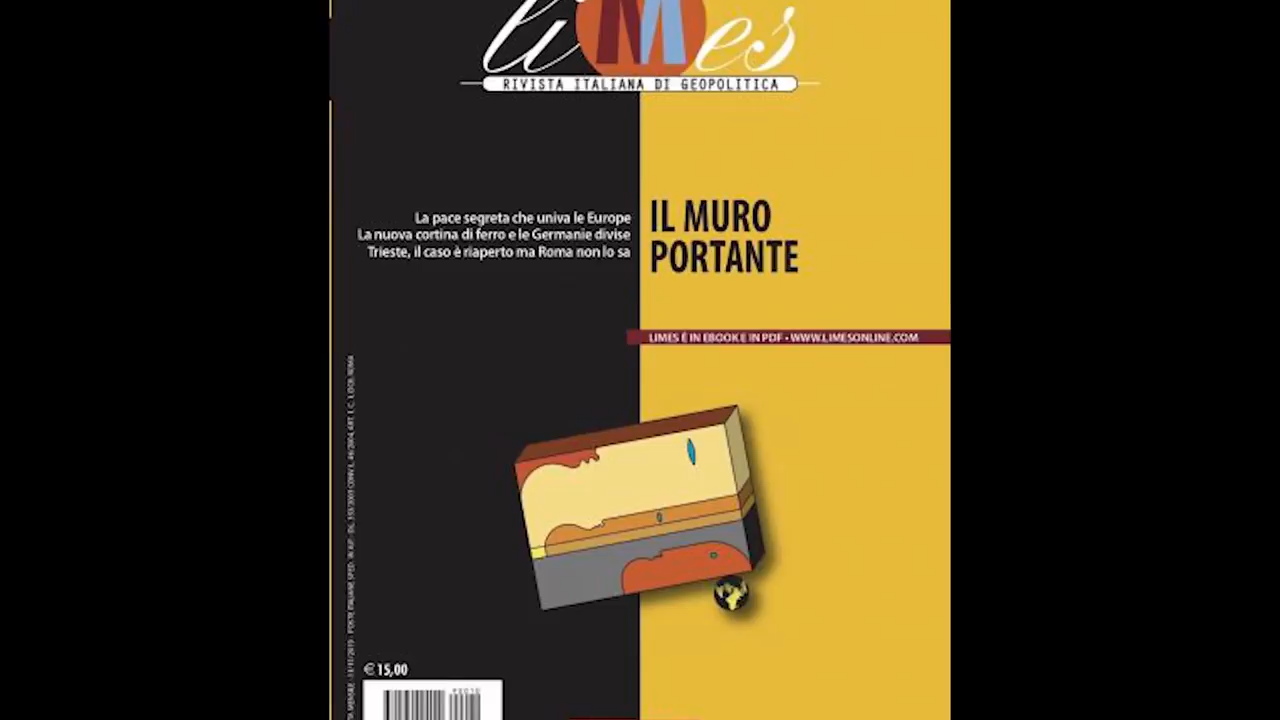 limes
RIVISTA ITALIANA DI GEOPOLITICA
La pace segreta che univa le Europe
La nuova cortina di ferro e le Germanie divise
Trieste, il caso è riaperto ma Roma non lo sa
IL MURO
PORTANTE
LIMES È IN EBOOK E IN PDF • WWW.LIMESONLINE.COM
€ 15,00